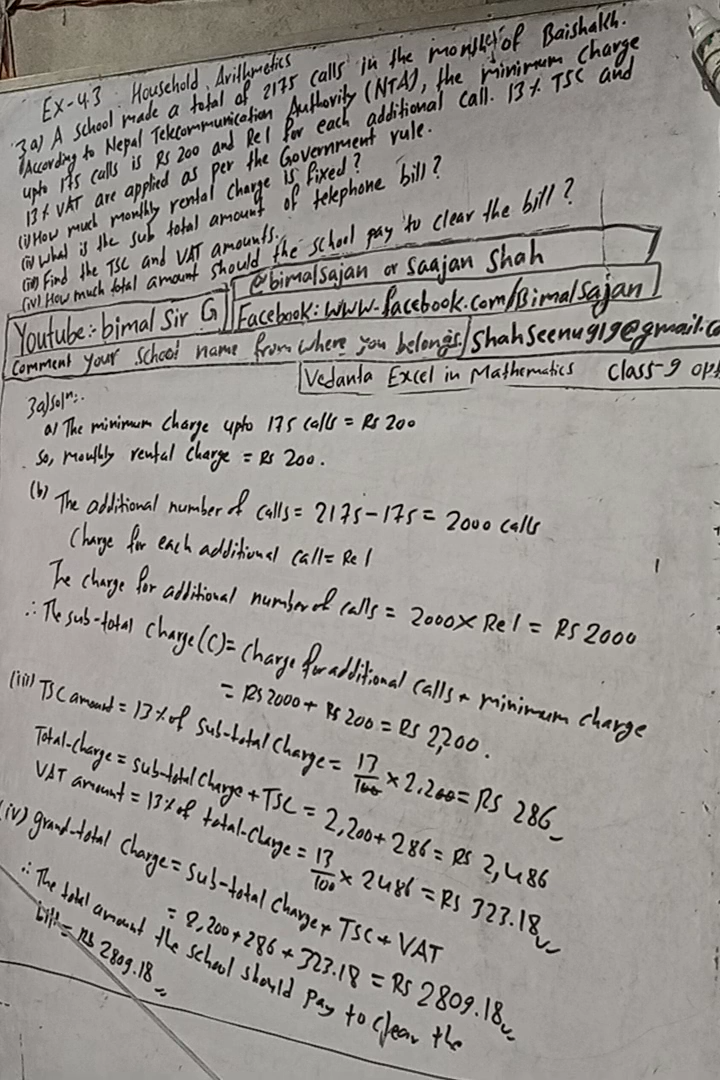 Ex-4.3 Household Arithmetics
3a) A school made a total of 2175 calls in the month of Baishakh.
According to Nepal Telecommunication Authority (NTA), the minimum charge
upto 175 calls is Rs 200 and Re 1 for each additional call. 13% TSC and
13% VAT are applied as per the Government rule.
(i) How much monthly rental charge is fixed?
(ii) What is the sub total amount of telephone bill?
(iii) Find the TSC and VAT amounts.
(iv) How much total amount should the school pay to clear the bill?
Youtube:- bimal Sir G
@bimalsajan or Saajan Shah
Facebook: www.facebook.com/Bimalsajan
Comment your school name from where you belongs.
Shahseenu919@gmail.co
Vedanta Excel in Mathematics Class-9 opt
3a) soln:-
a) The minimum charge upto 175 calls = Rs 200
So, monthly rental charge = Rs 200.
(b) The additional number of calls = 2175-175 = 2000 calls
Charge for each additional call = Re 1
The charge for additional number of calls = 2000 × Re 1 = Rs 2000
∴ The sub-total charge (C) = charge for additional calls + minimum charge
= Rs 2000 + Rs 200 = Rs 2,200.
(iii) TSC amount = 13% of sub-total charge = 13/100 × 2,200 = Rs 286
Total-charge = sub-total charge + TSC = 2,200 + 286 = Rs 2,486
VAT amount = 13% of total-charge = 13/100 × 2486 = Rs 323.18
(iv) grand-total charge = sub-total charge + TSC + VAT
= 2,200 + 286 + 323.18 = Rs 2809.18
∴ The total amount the school should pay to clear the
bill = Rs 2809.18